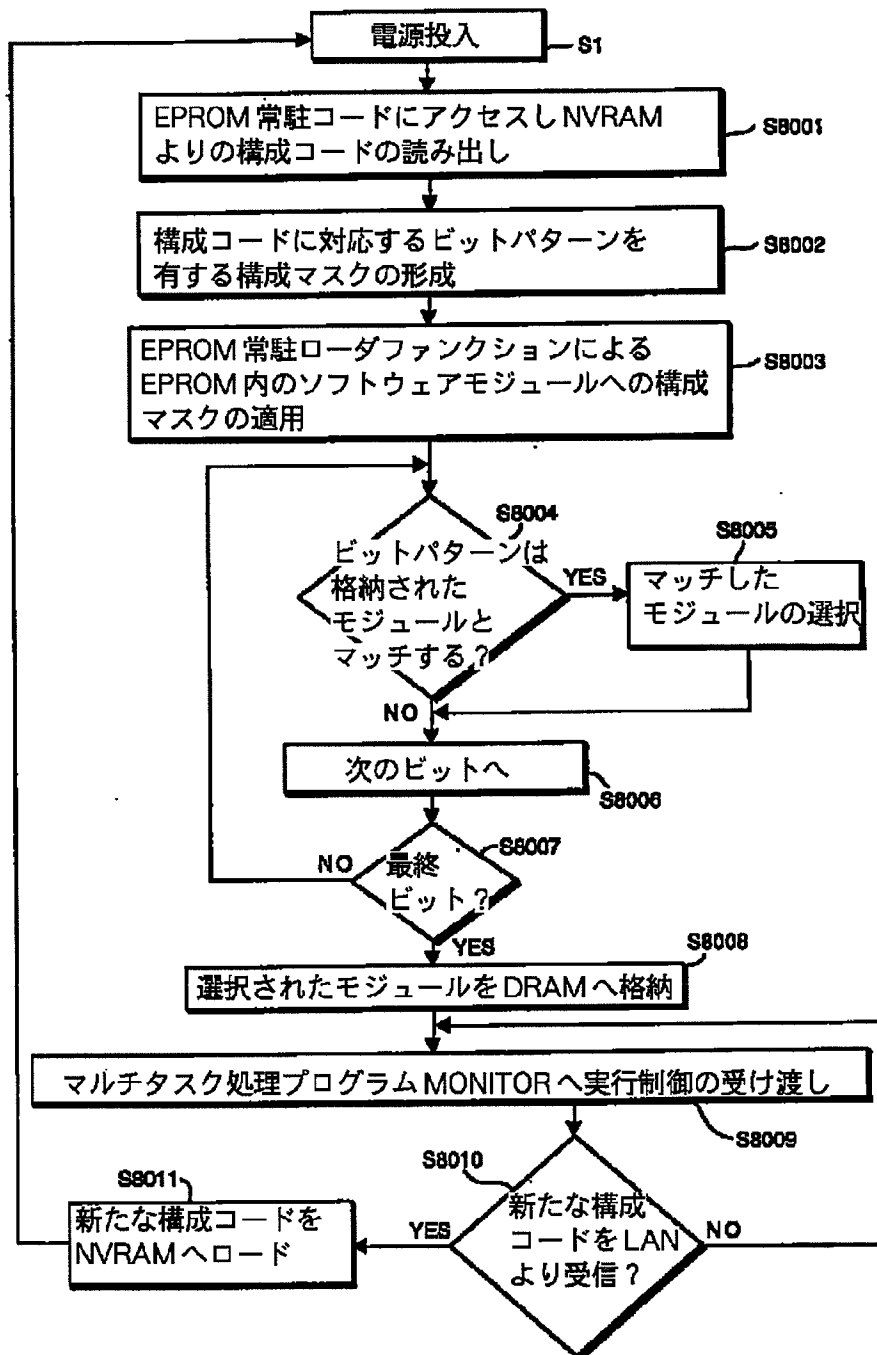 電源投入
S1
EPROM 常駐コードにアクセスし NVRAM
よりの構成コードの読み出し
S8001
構成コードに対応するビットパターンを
有する構成マスクの形成
S8002
EPROM 常駐ローダファンクションによる
EPROM 内のソフトウェアモジュールへの構成
マスクの適用
S8003
S8004
ビットパターンは
格納された
モジュールと
マッチする？
YES
S8005
マッチした
モジュールの選択
NO
次のビットへ
S8006
S8007
最終
ビット？
NO
YES
S8008
選択されたモジュールを DRAM へ格納
マルチタスク処理プログラム MONITOR へ実行制御の受け渡し
S8009
S8010
新たな構成
コードを LAN
より受信？
YES
NO
S8011
新たな構成コードを
NVRAM へロード